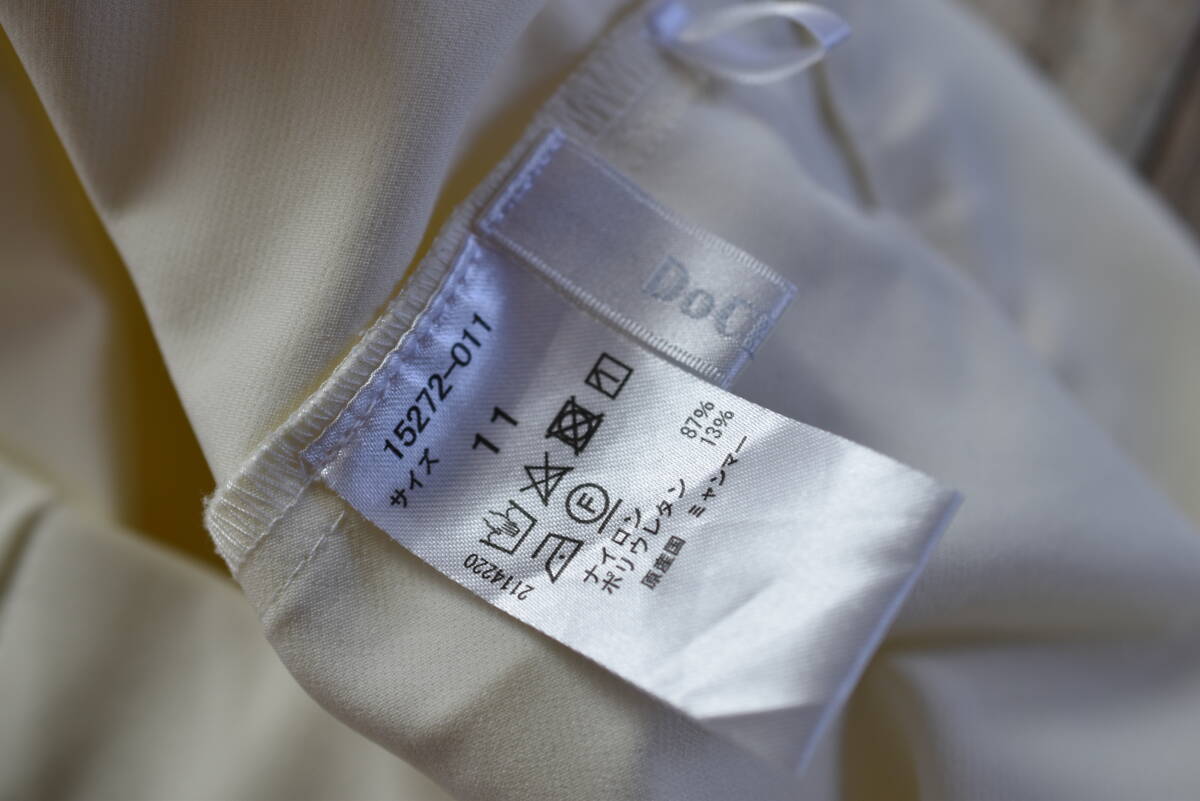 DoC
15272-011
サイズ
11
F
2114220
ナイロン 87%
ポリウレタン 13%
原産国 ミャンマー